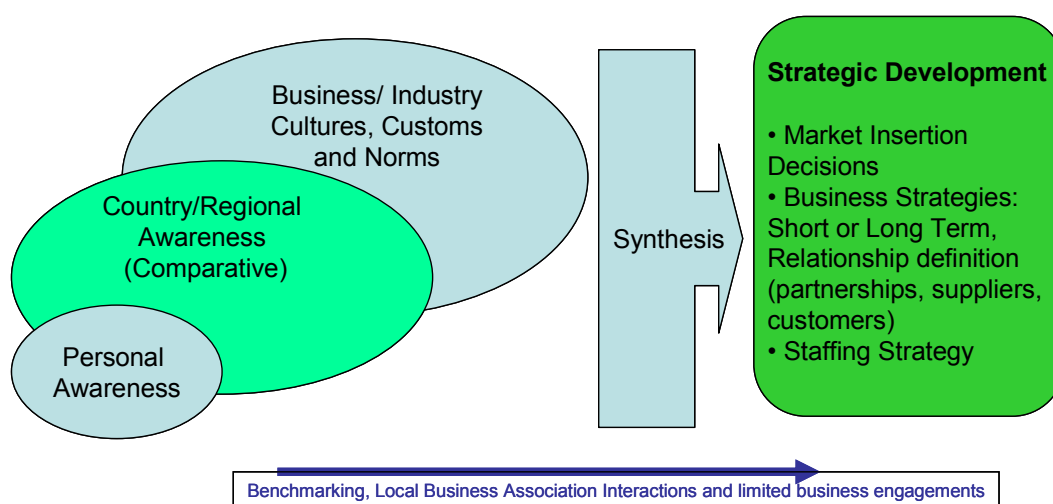 Business/ Industry
Cultures, Customs
and Norms
Country/Regional
Awareness
(Comparative)
Personal
Awareness
Synthesis
Strategic Development
• Market Insertion
Decisions
• Business Strategies:
Short or Long Term,
Relationship definition
(partnerships, suppliers,
customers)
• Staffing Strategy
Benchmarking, Local Business Association Interactions and limited business engagements